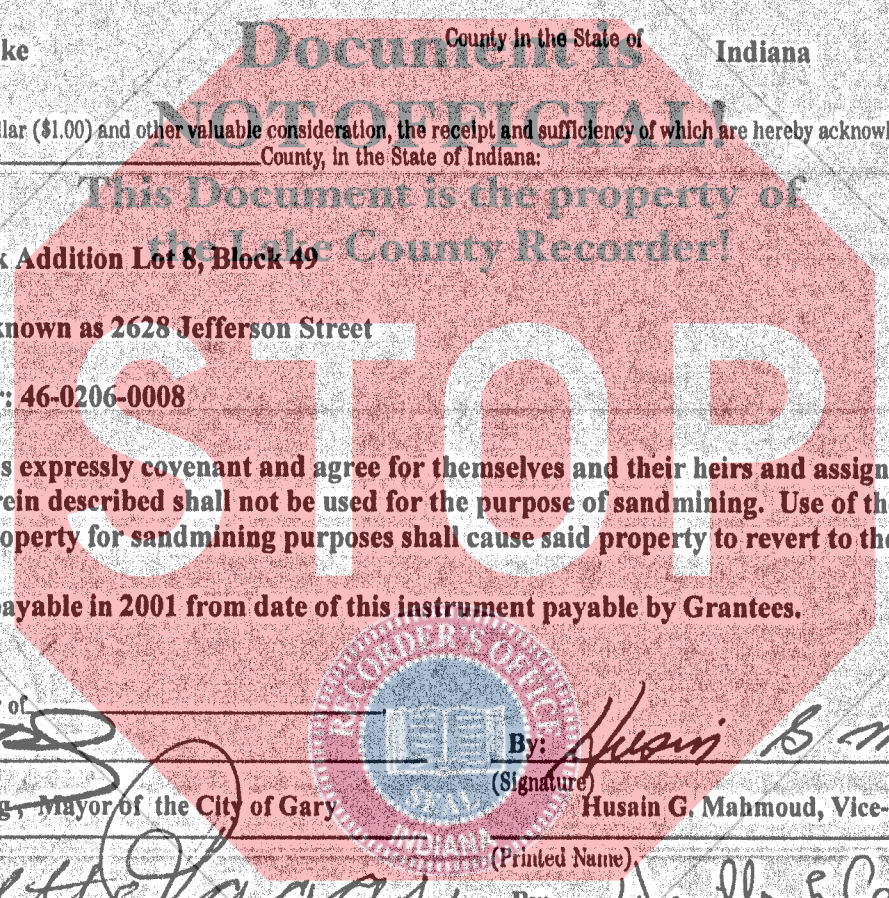 ke County in the State of Indiana
Document is
NOT OFFICIAL!
llar ($1.00) and other valuable consideration, the receipt and sufficiency of which are hereby acknowl
County, in the State of Indiana:
This Document is the property of
the Lake County Recorder!
k Addition Lot 8, Block 49
known as 2628 Jefferson Street
r: 46-0206-0008
STOP
s expressly covenant and agree for themselves and their heirs and assign
rein described shall not be used for the purpose of sandmining. Use of th
operty for sandmining purposes shall cause said property to revert to the
payable in 2001 from date of this instrument payable by Grantees.
RECORDER'S OFFICE
SEAL
INDIANA
of
By: Husain G M
(Signature)
g, Mayor of the City of Gary Husain G. Mahmoud, Vice-
(Printed Name)